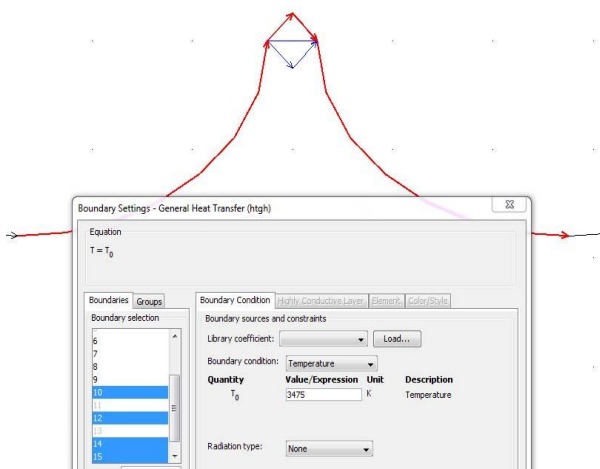 Boundary Settings - General Heat Transfer (htgh)
Equation
T = T0
Boundaries Groups
Boundary Condition Highly Conductive Layer Element Color/Style
Boundary selection
Boundary sources and constraints
6
7
8
9
10
11
12
13
14
15
Library coefficient: Load...
Boundary condition: Temperature
Quantity Value/Expression Unit Description
T0 3475 K Temperature
Radiation type: None